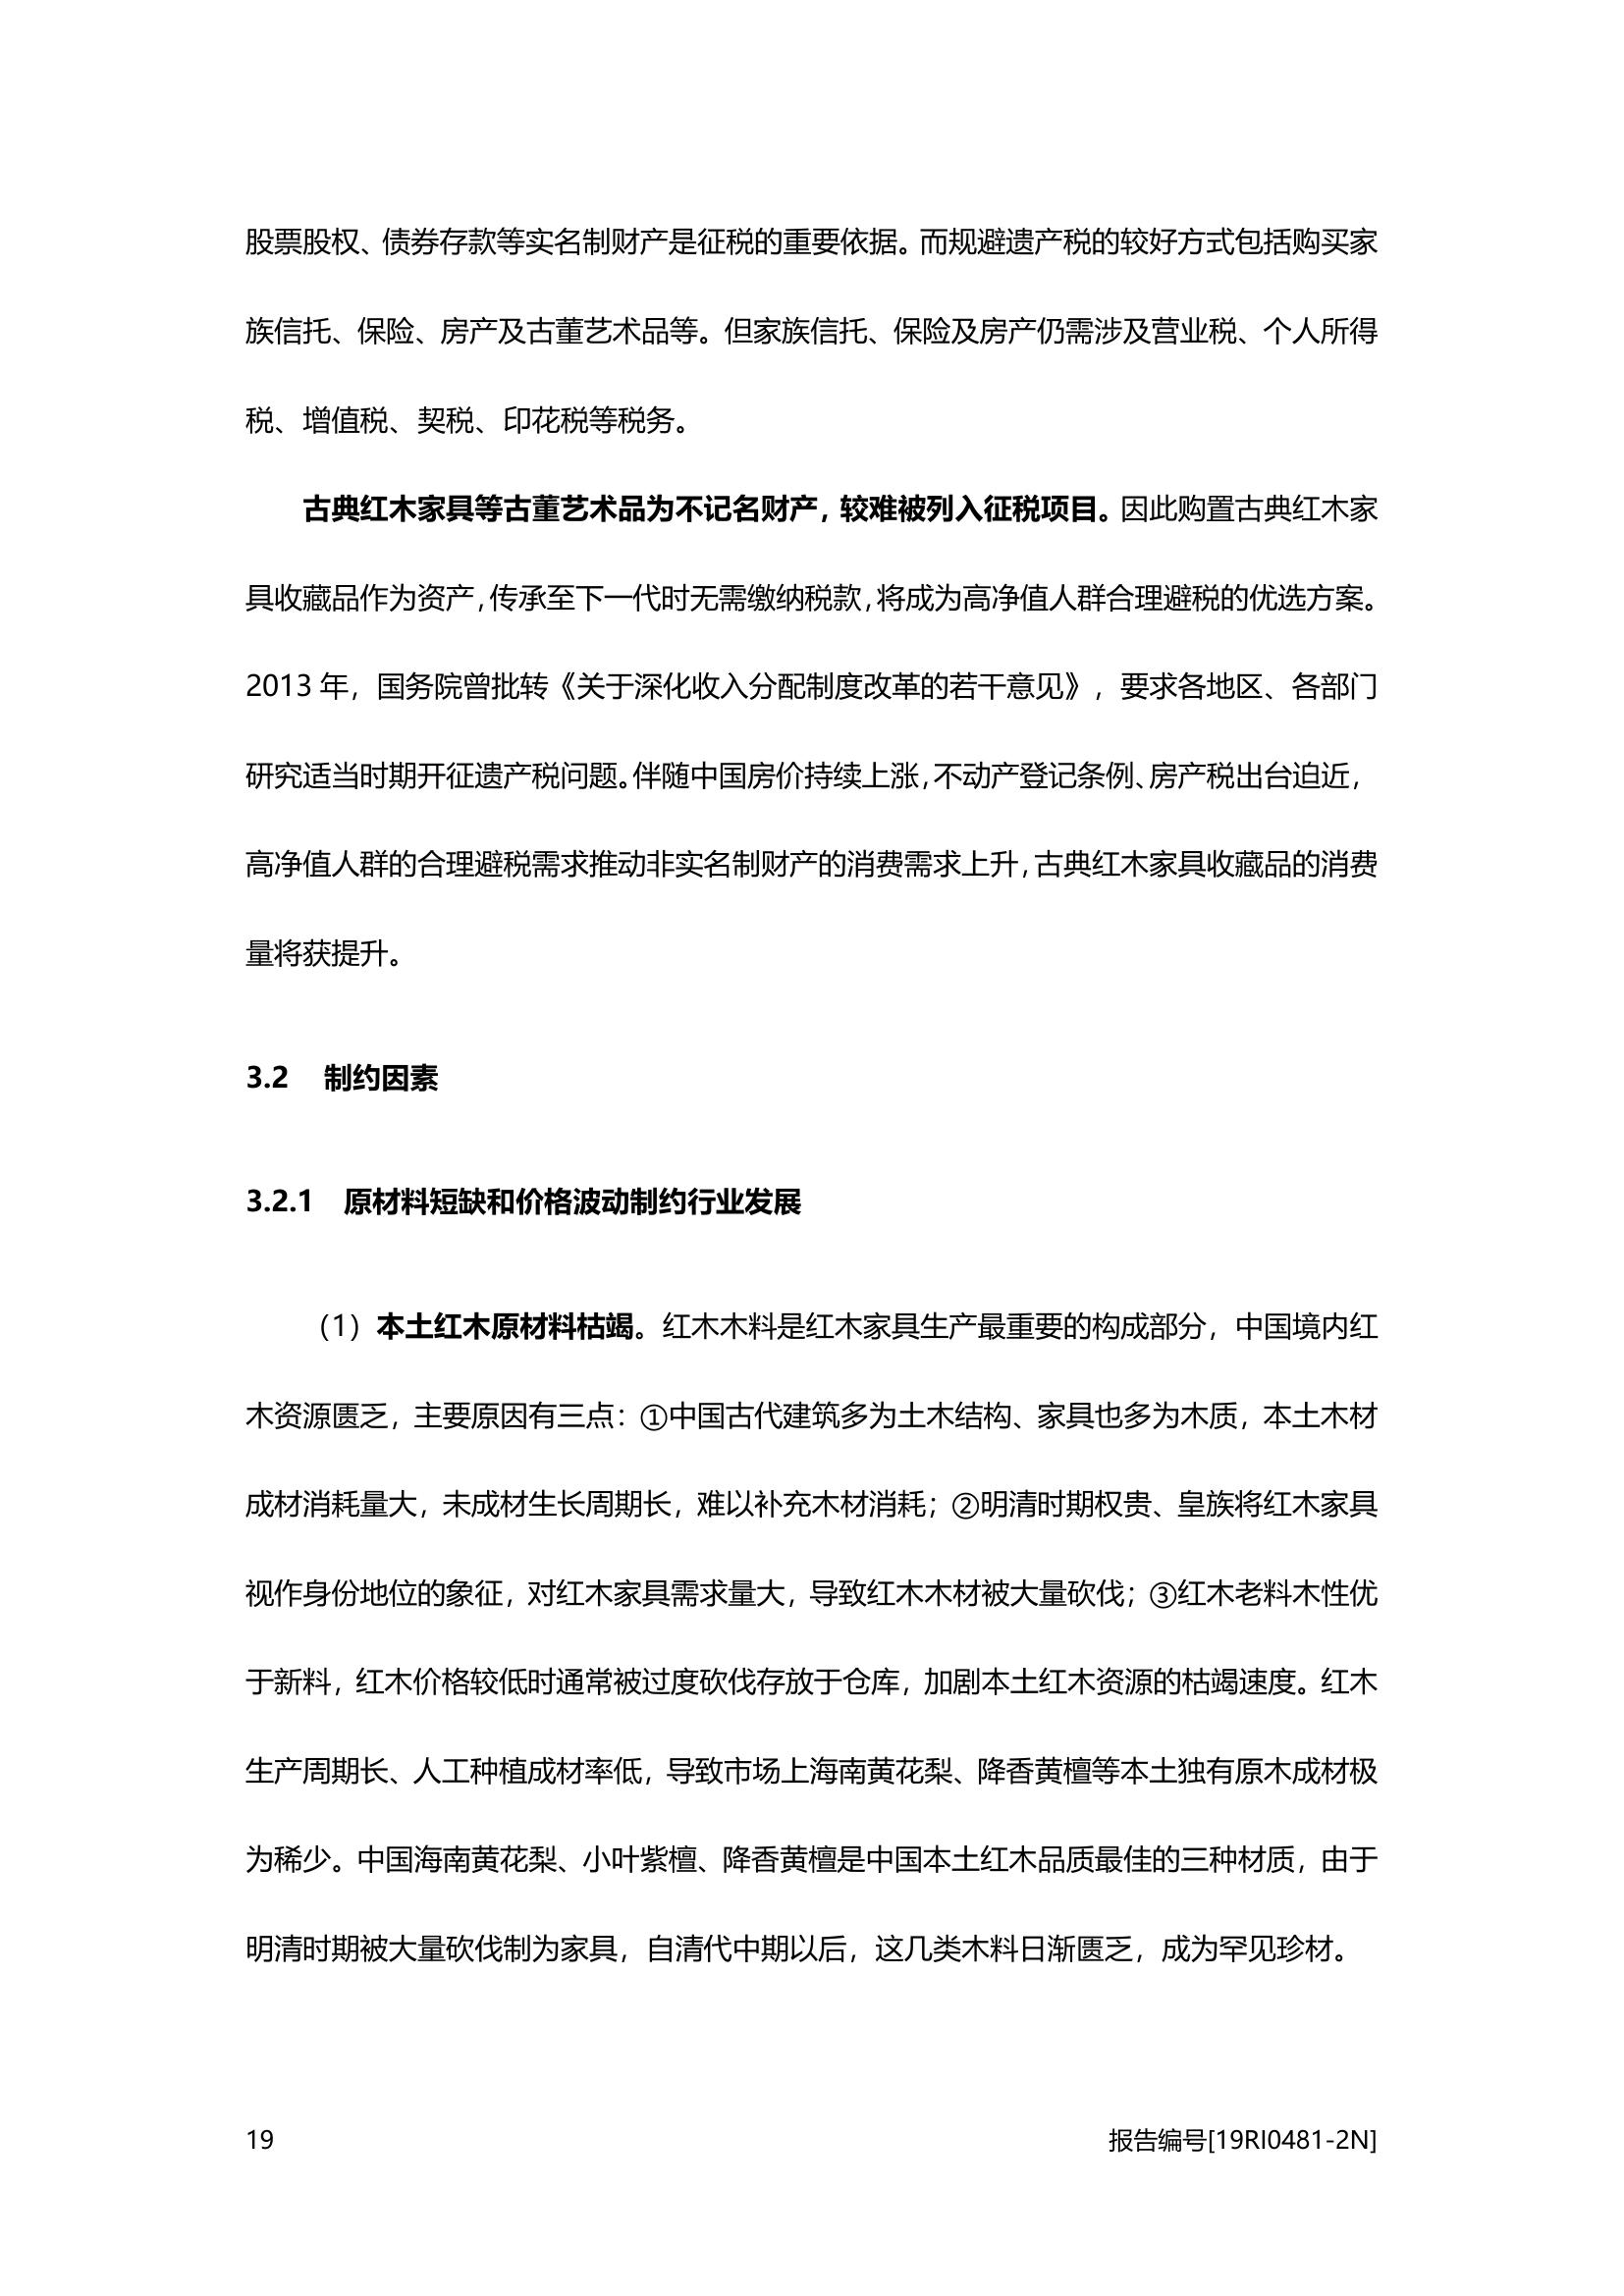 股票股权、债券存款等实名制财产是征税的重要依据。而规避遗产税的较好方式包括购买家
族信托、保险、房产及古董艺术品等。但家族信托、保险及房产仍需涉及营业税、个人所得
税、增值税、契税、印花税等税务。
古典红木家具等古董艺术品为不记名财产，较难被列入征税项目。因此购置古典红木家
具收藏品作为资产，传承至下一代时无需缴纳税款，将成为高净值人群合理避税的优选方案。
2013 年，国务院曾批转《关于深化收入分配制度改革的若干意见》，要求各地区、各部门
研究适当时期开征遗产税问题。伴随中国房价持续上涨，不动产登记条例、房产税出台迫近，
高净值人群的合理避税需求推动非实名制财产的消费需求上升，古典红木家具收藏品的消费
量将获提升。
3.2 制约因素
3.2.1 原材料短缺和价格波动制约行业发展
（1）本土红木原材料枯竭。红木木料是红木家具生产最重要的构成部分，中国境内红
木资源匮乏，主要原因有三点：①中国古代建筑多为土木结构、家具也多为木质，本土木材
成材消耗量大，未成材生长周期长，难以补充木材消耗；②明清时期权贵、皇族将红木家具
视作身份地位的象征，对红木家具需求量大，导致红木木材被大量砍伐；③红木老料木性优
于新料，红木价格较低时通常被过度砍伐存放于仓库，加剧本土红木资源的枯竭速度。红木
生产周期长、人工种植成材率低，导致市场上海南黄花梨、降香黄檀等本土独有原木成材极
为稀少。中国海南黄花梨、小叶紫檀、降香黄檀是中国本土红木品质最佳的三种材质，由于
明清时期被大量砍伐制为家具，自清代中期以后，这几类木料日渐匮乏，成为罕见珍材。
19 报告编号[19RI0481-2N]